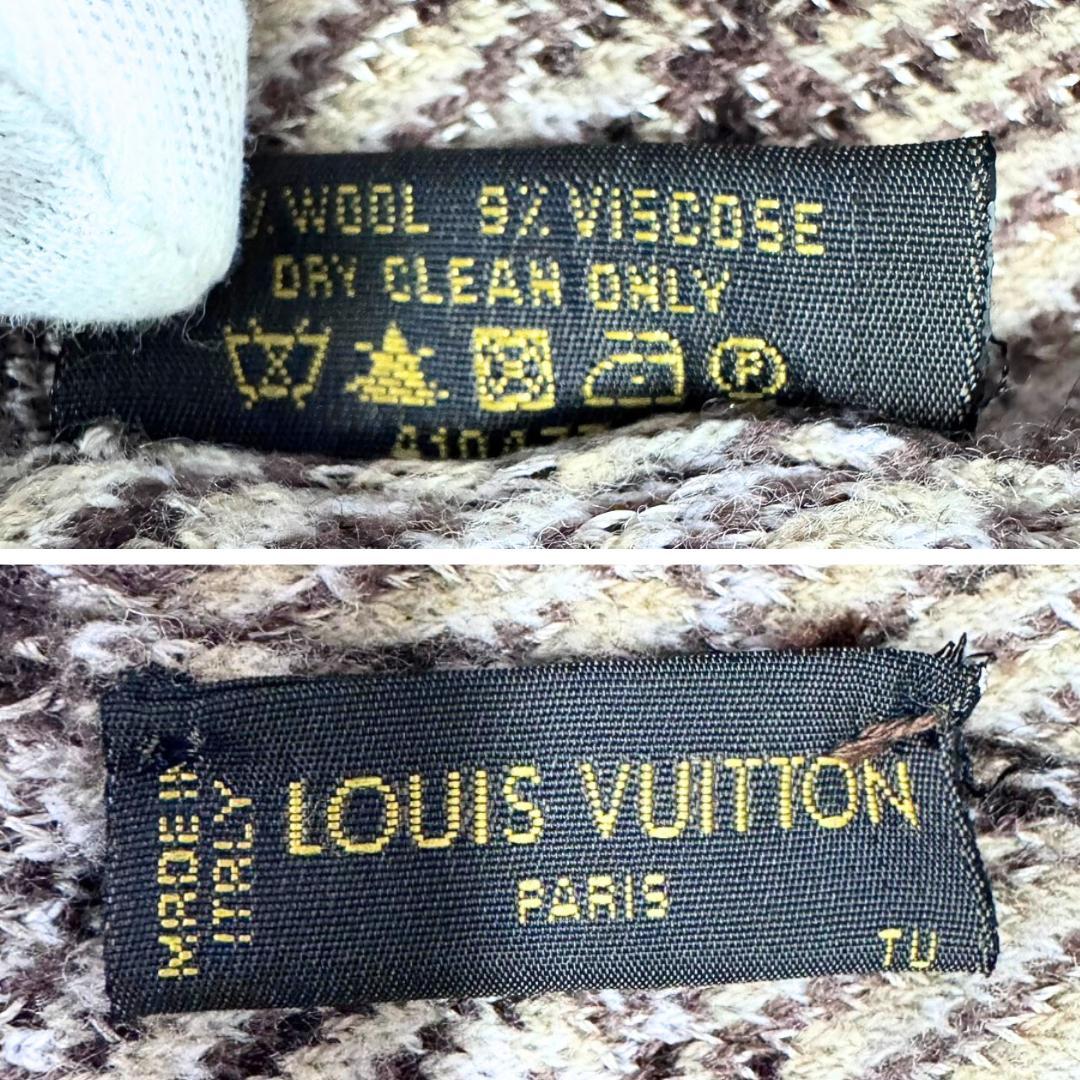 % WOOL 9% VISCOSE
DRY CLEAN ONLY
P
MADE IN
ITALY
LOUIS VUITTON
PARIS
TU